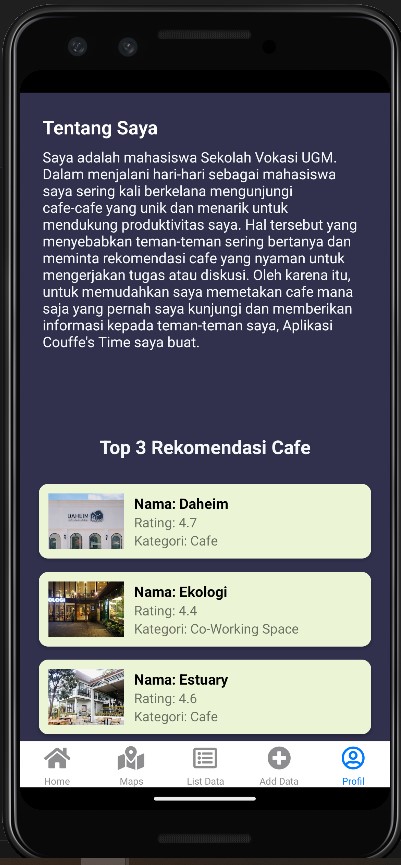 Tentang Saya
Saya adalah mahasiswa Sekolah Vokasi UGM.
Dalam menjalani hari-hari sebagai mahasiswa
saya sering kali berkelana mengunjungi
cafe-cafe yang unik dan menarik untuk
mendukung produktivitas saya. Hal tersebut yang
menyebabkan teman-teman sering bertanya dan
meminta rekomendasi cafe yang nyaman untuk
mengerjakan tugas atau diskusi. Oleh karena itu,
untuk memudahkan saya memetakan cafe mana
saja yang pernah saya kunjungi dan memberikan
informasi kepada teman-teman saya, Aplikasi
Couffe's Time saya buat.
Top 3 Rekomendasi Cafe
DAHEIM
Nama: Daheim
Rating: 4.7
Kategori: Cafe
OLOGI
Nama: Ekologi
Rating: 4.4
Kategori: Co-Working Space
Nama: Estuary
Rating: 4.6
Kategori: Cafe
Home
Maps
List Data
Add Data
Profil